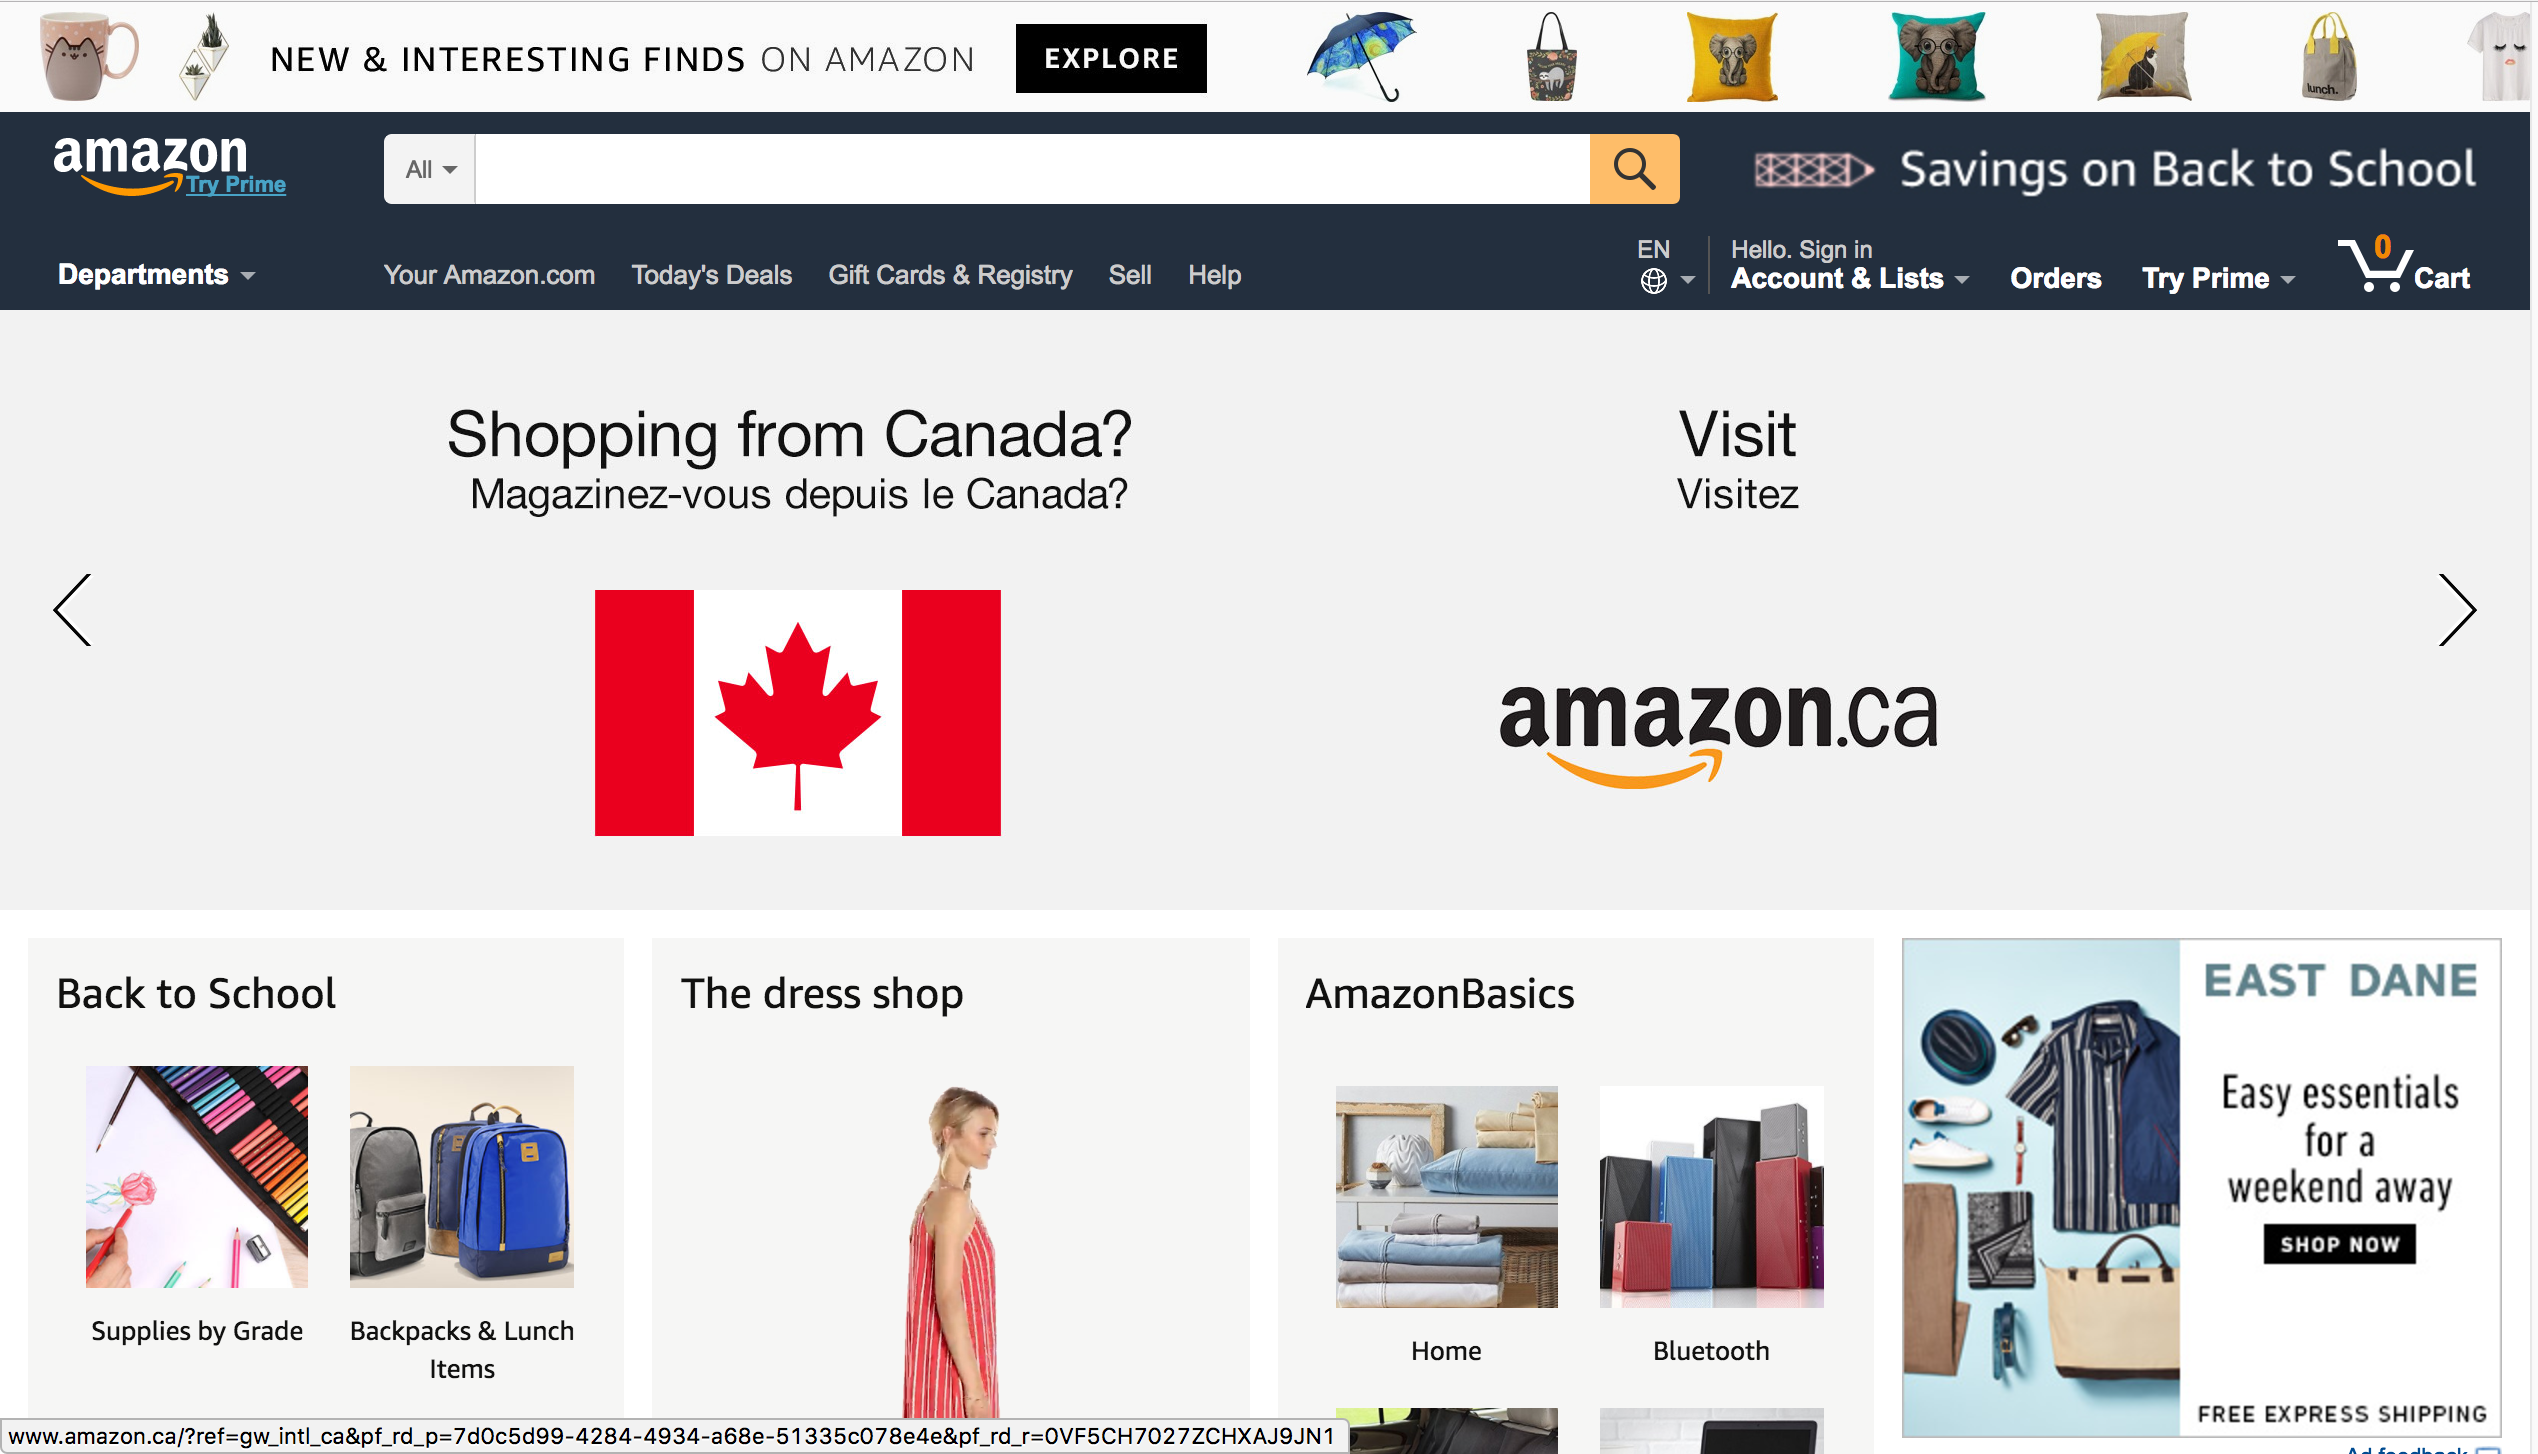 NEW & INTERESTING FINDS ON AMAZON
EXPLORE
lunch.
amazon
Try Prime
All
Savings on Back to School
Departments
Your Amazon.com
Today's Deals
Gift Cards & Registry
Sell
Help
EN
Hello. Sign in
Account & Lists
Orders
Try Prime
0
Cart
Shopping from Canada?
Magazinez-vous depuis le Canada?
Visit
Visitez
amazon.ca
Back to School
Supplies by Grade
Backpacks & Lunch
Items
The dress shop
AmazonBasics
Home
Bluetooth
EAST DANE
Easy essentials
for a
weekend away
SHOP NOW
FREE EXPRESS SHIPPING
Ad feedback
www.amazon.ca/?ref=gw_intl_ca&pf_rd_p=7d0c5d99-4284-4934-a68e-51335c078e4e&pf_rd_r=0VF5CH7027ZCHXAJ9JN1